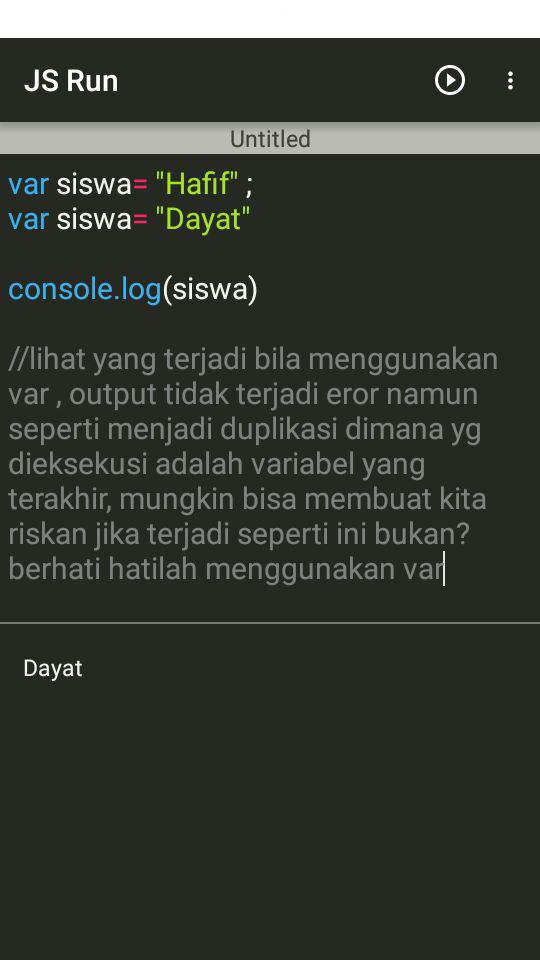 JS Run
Untitled
var siswa= "Hafif" ;
var siswa= "Dayat"
console.log(siswa)
//lihat yang terjadi bila menggunakan
var , output tidak terjadi eror namun
seperti menjadi duplikasi dimana yg
dieksekusi adalah variabel yang
terakhir, mungkin bisa membuat kita
riskan jika terjadi seperti ini bukan?
berhati hatilah menggunakan var
Dayat